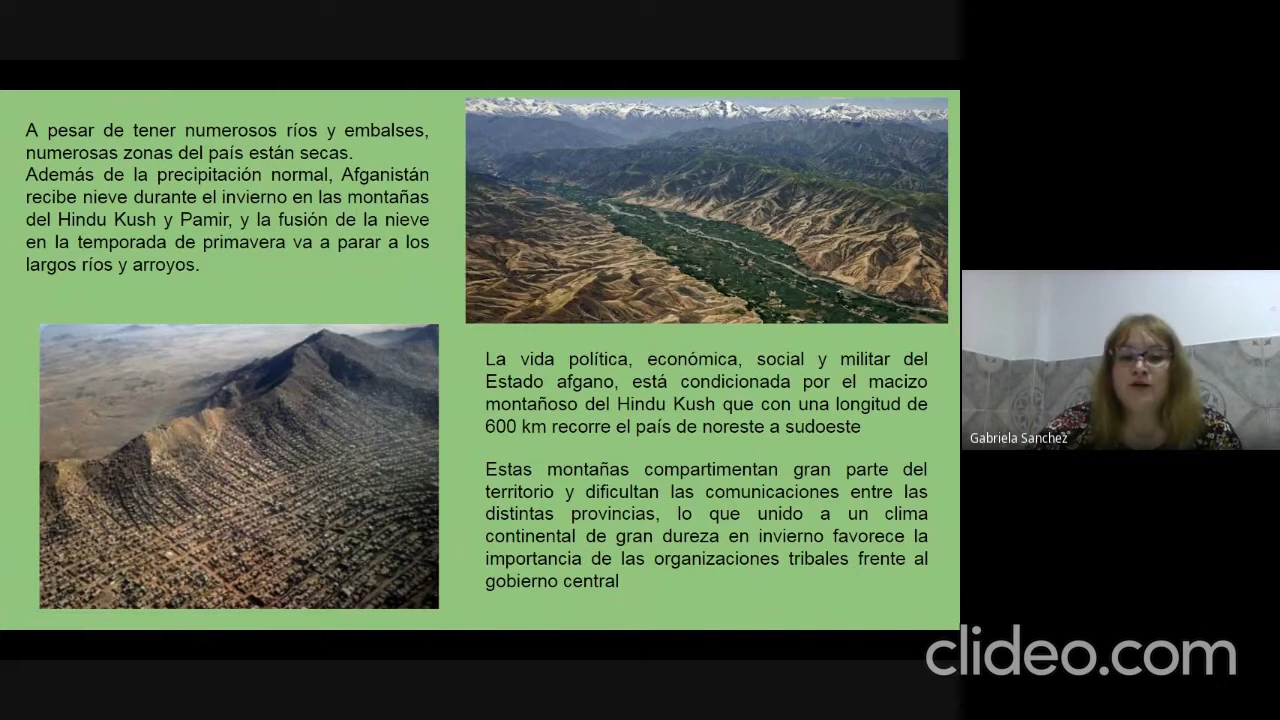 A pesar de tener numerosos ríos y embalses,
numerosas zonas del país están secas.
Además de la precipitación normal, Afganistán
recibe nieve durante el invierno en las montañas
del Hindu Kush y Pamir, y la fusión de la nieve
en la temporada de primavera va a parar a los
largos ríos y arroyos.
La vida política, económica, social y militar del
Estado afgano, está condicionada por el macizo
montañoso del Hindu Kush que con una longitud de
600 km recorre el país de noreste a sudoeste
Estas montañas compartimentan gran parte del
territorio y dificultan las comunicaciones entre las
distintas provincias, lo que unido a un clima
continental de gran dureza en invierno favorece la
importancia de las organizaciones tribales frente al
gobierno central
Gabriela Sanchez
clideo.com